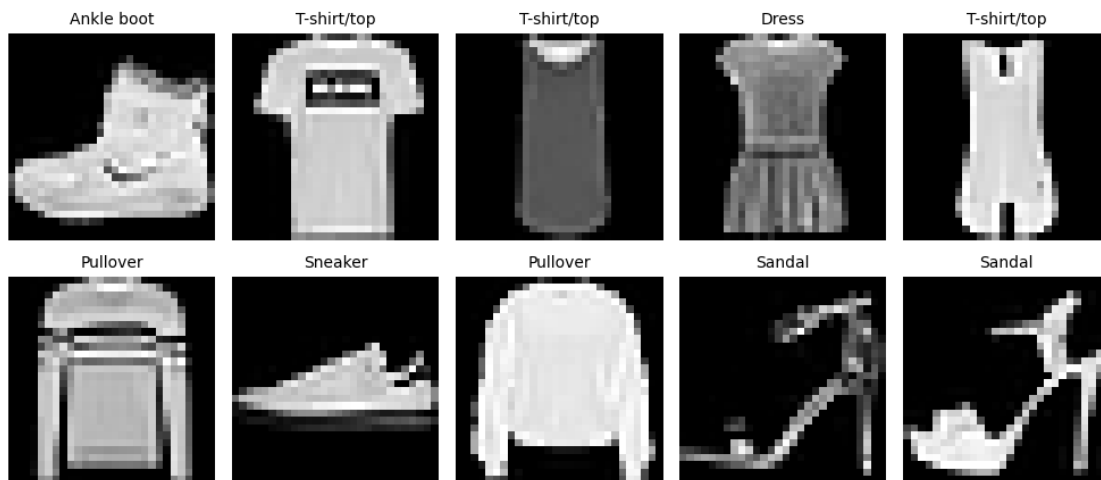 Ankle boot
T-shirt/top
T-shirt/top
Dress
T-shirt/top
Pullover
Sneaker
Pullover
Sandal
Sandal